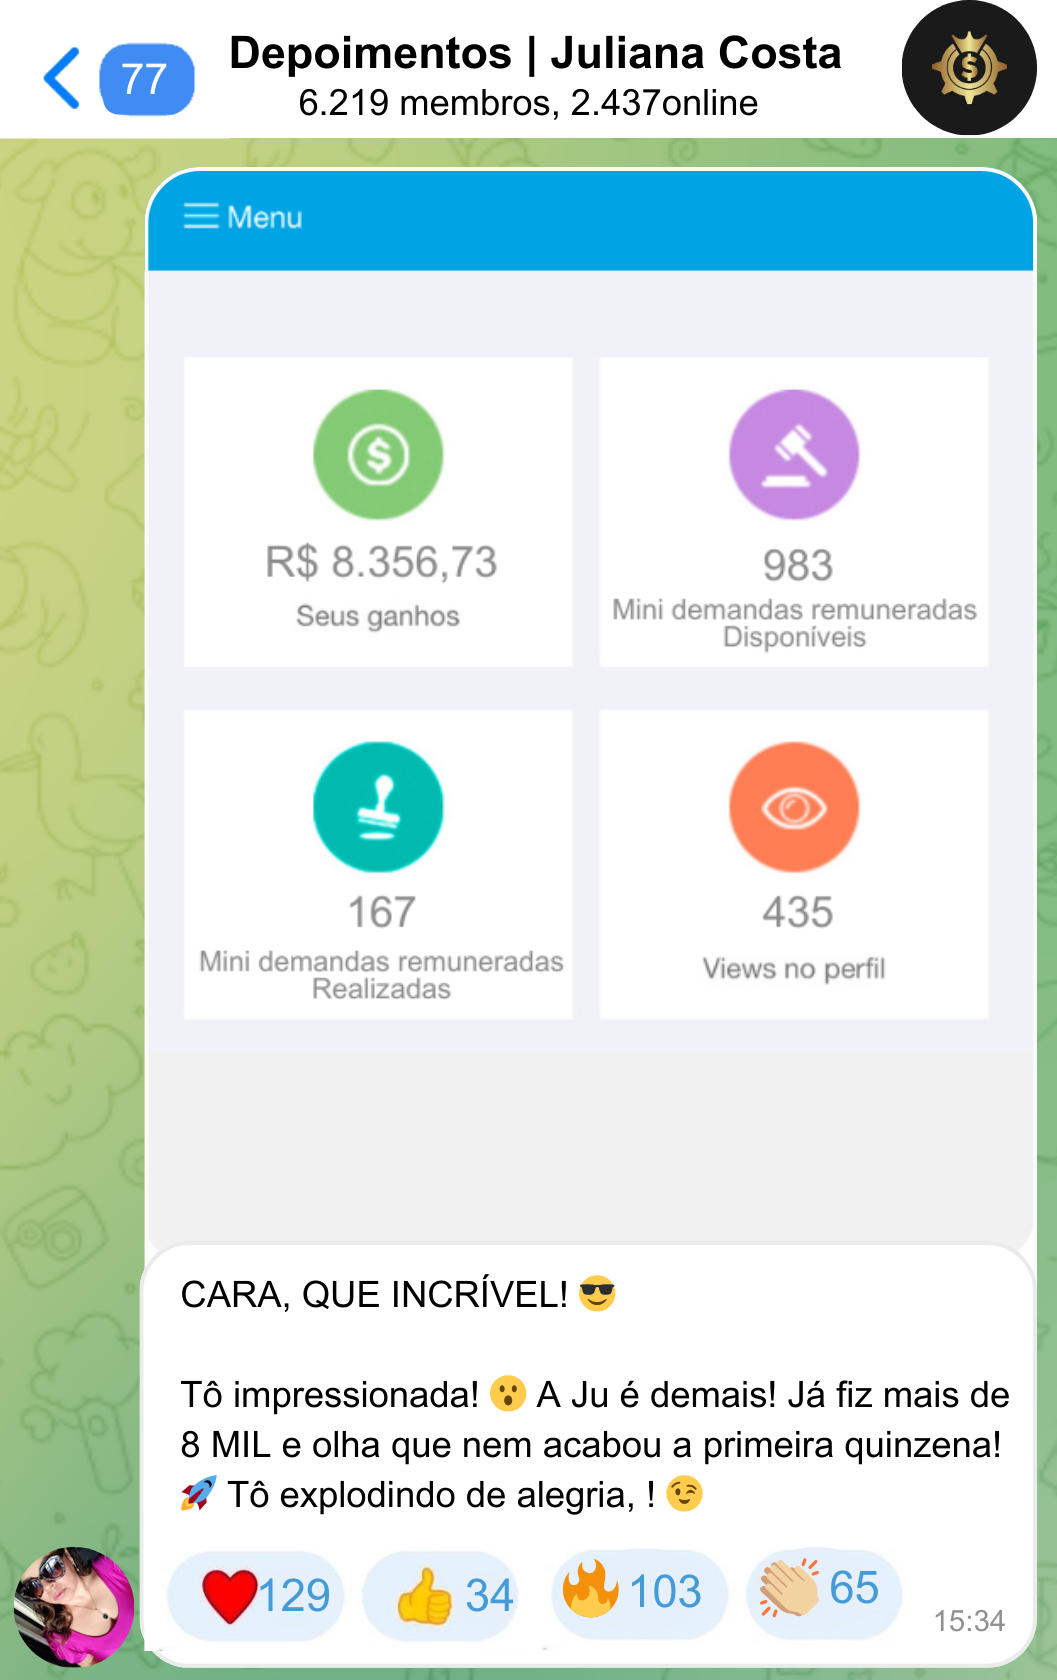 77
Depoimentos | Juliana Costa
6.219 membros, 2.437online
$
Menu
$
R$ 8.356,73
Seus ganhos
983
Mini demandas remuneradas
Disponíveis
167
Mini demandas remuneradas
Realizadas
435
Views no perfil
CARA, QUE INCRÍVEL! 😎
Tô impressionada! 😮 A Ju é demais! Já fiz mais de
8 MIL e olha que nem acabou a primeira quinzena!
🚀 Tô explodindo de alegria, ! 😉
❤️129 👍 34 🔥 103 👏🏼 65
15:34